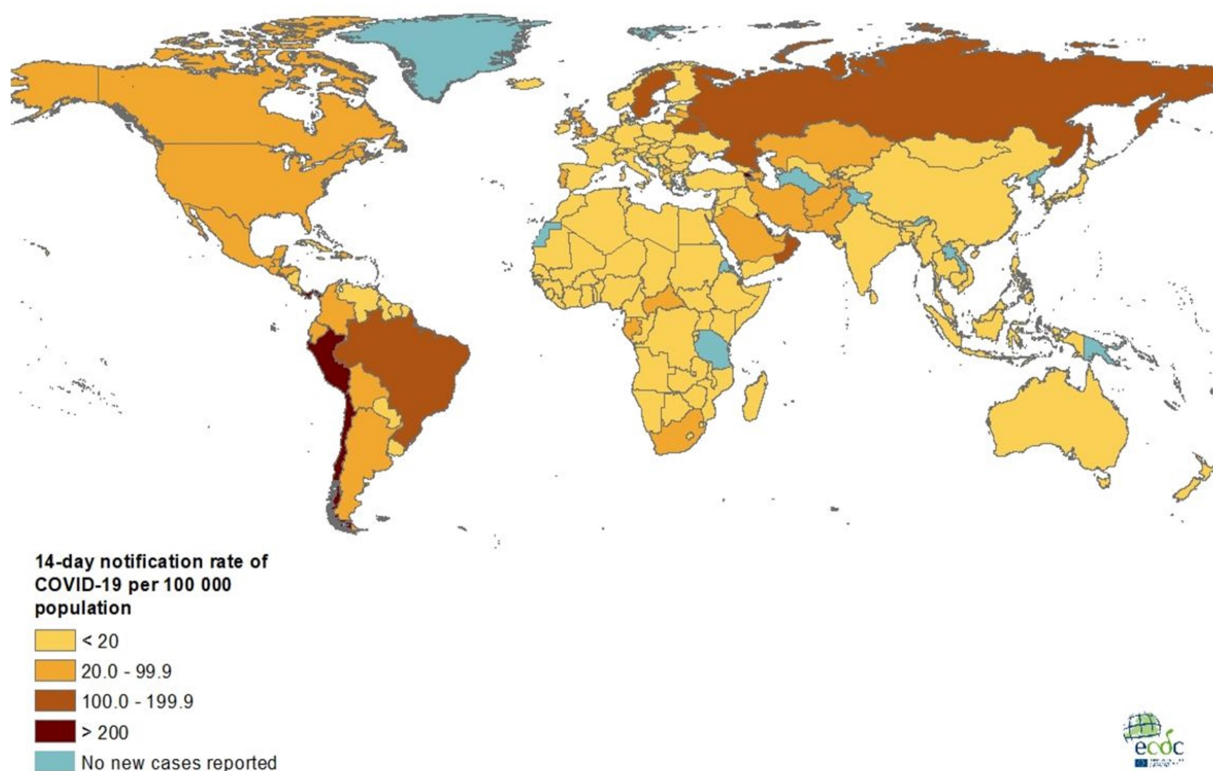 14-day notification rate of
COVID-19 per 100 000
population
< 20
20.0 - 99.9
100.0 - 199.9
> 200
No new cases reported
ecdc